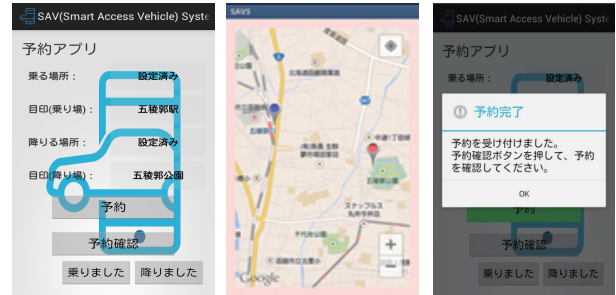 SAV(Smart Access Vehicle) Syste
予約アプリ
乗る場所：
設定済み
目印(乗り場)：
五稜郭駅
降りる場所：
設定済み
目印(降り場)：
五稜郭公園
予約
予約確認
乗りました
降りました
SAVS
Google
+
SAV(Smart Access Vehicle) Syste
予約アプリ
乗る場所：
設定済み
予約完了
予約を受け付けました。
予約確認ボタンを押して、予約
を確認してください。
OK
予約
予約確認
乗りました
降りました